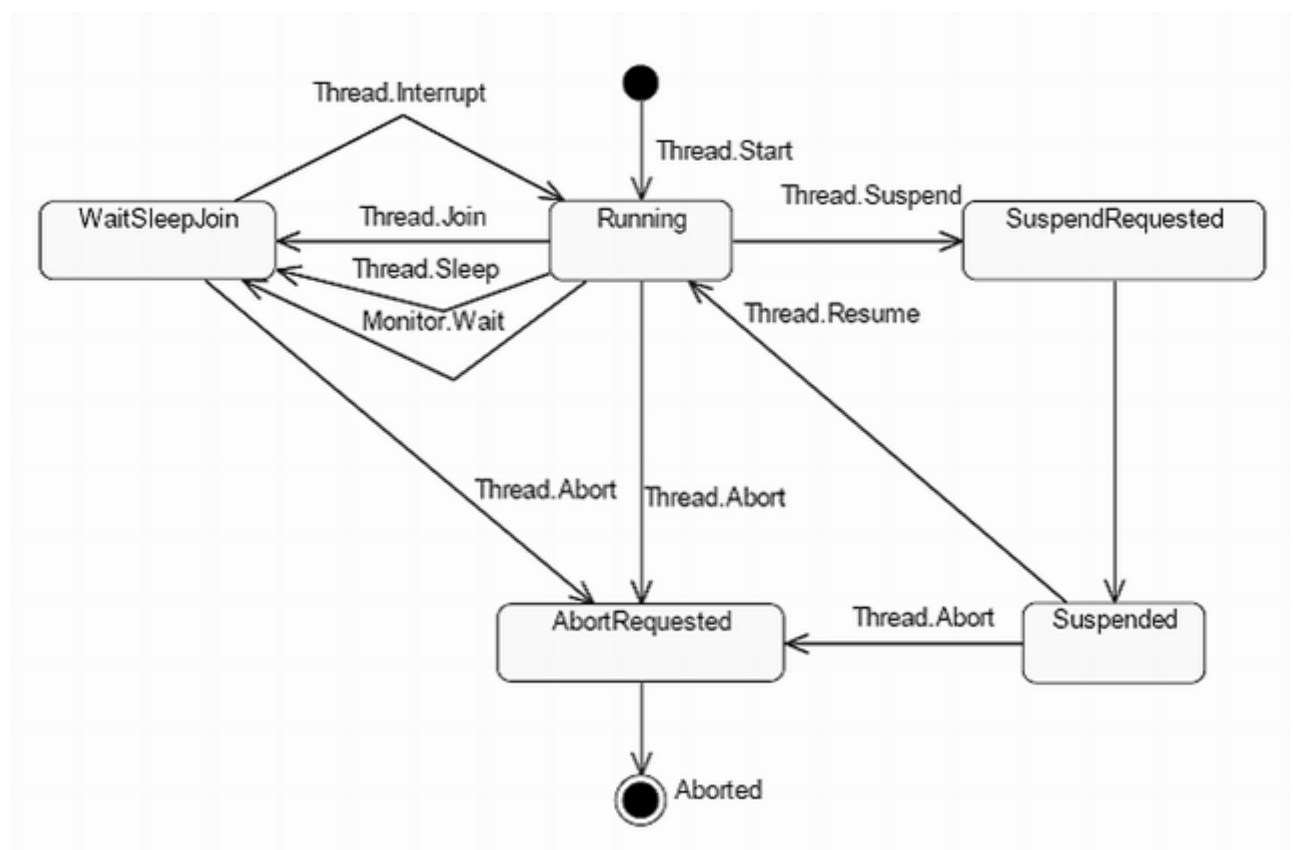 Thread.Interrupt
Thread.Start
Thread.Suspend
WaitSleepJoin
Thread.Join
Running
SuspendRequested
Thread.Sleep
Monitor.Wait
Thread.Resume
Thread.Abort
Thread.Abort
AbortRequested
Thread.Abort
Suspended
Aborted